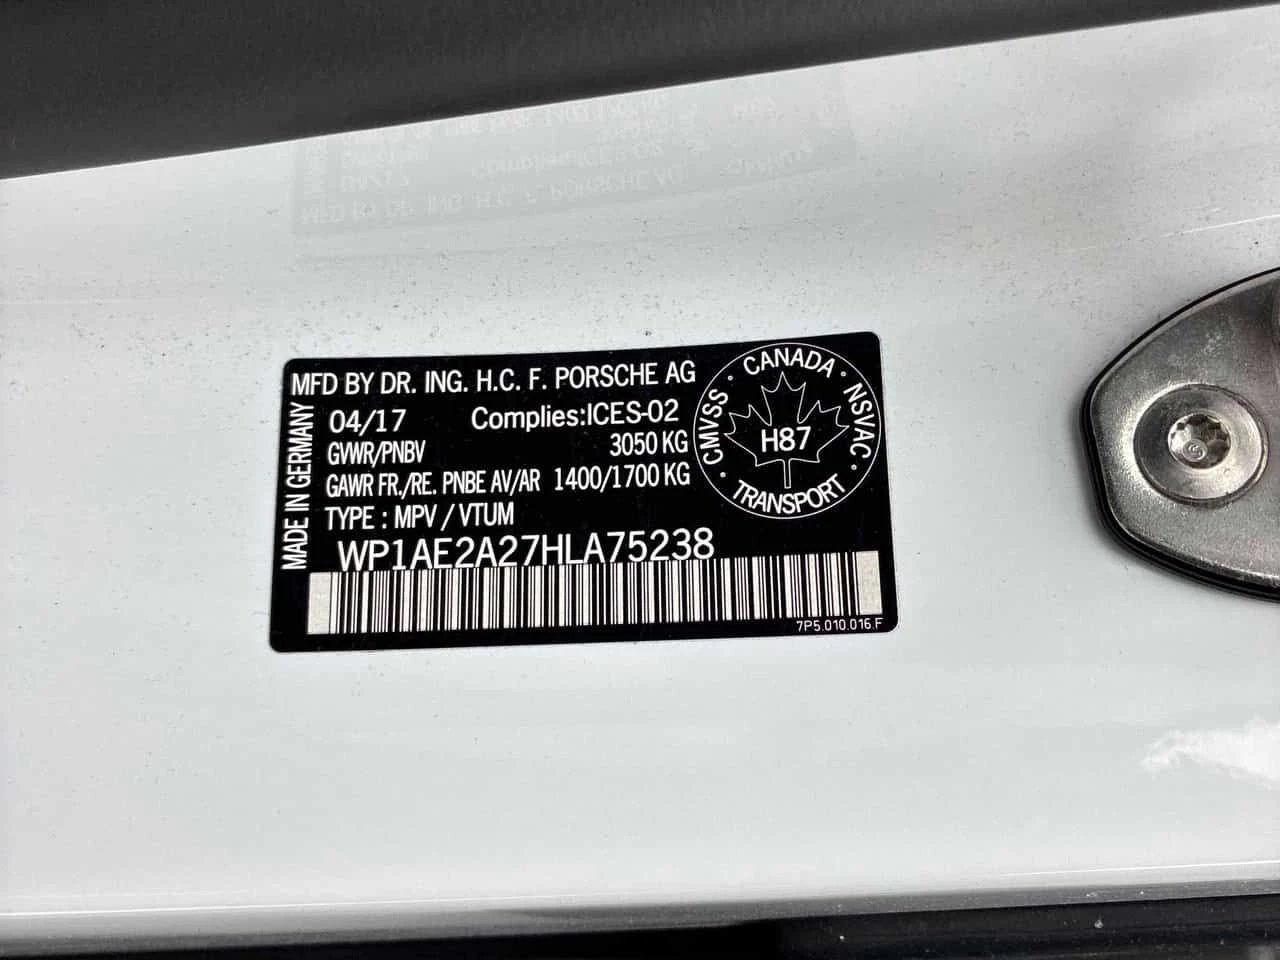 MFD BY DR. ING. H.C. F. PORSCHE AG
MADE IN GERMANY
04/17 Complies:ICES-02
GWR/PNBV 3050 KG
GAWR FR./RE. PNBE AV/AR 1400/1700 KG
TYPE : MPV / VTUM
WP1AE2A27HLA75238
7P5.010.016.F
CMVSS · CANADA · NSVAC · TRANSPORT ·
H87